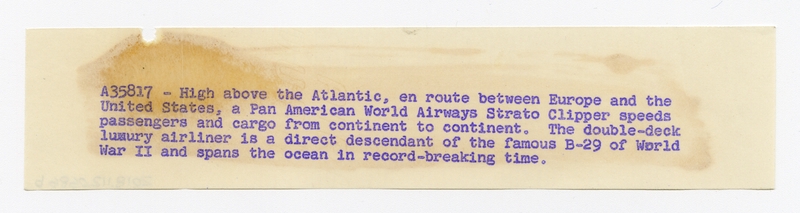 A35817 - High above the Atlantic, en route between Europe and the
United States, a Pan American World Airways Strato Clipper speeds
passengers and cargo from continent to continent.  The double-deck
luxury airliner is a direct descendant of the famous B-29 of World
War II and spans the ocean in record-breaking time.